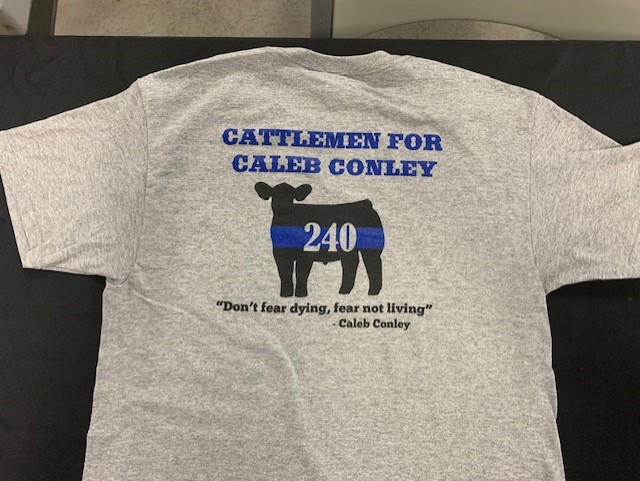 CATTLEMEN FOR
CALEB CONLEY
240
“Don’t fear dying, fear not living”
- Caleb Conley